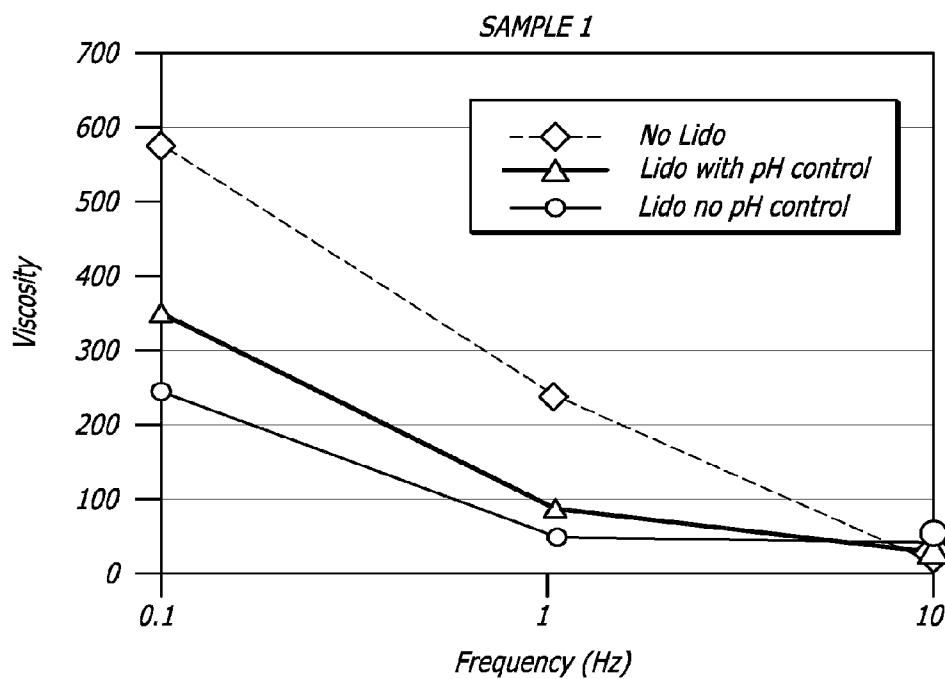 SAMPLE 1
700
600
500
400
300
200
100
0
Viscosity
No Lido
Lido with pH control
Lido no pH control
0.1
1
10
Frequency (Hz)